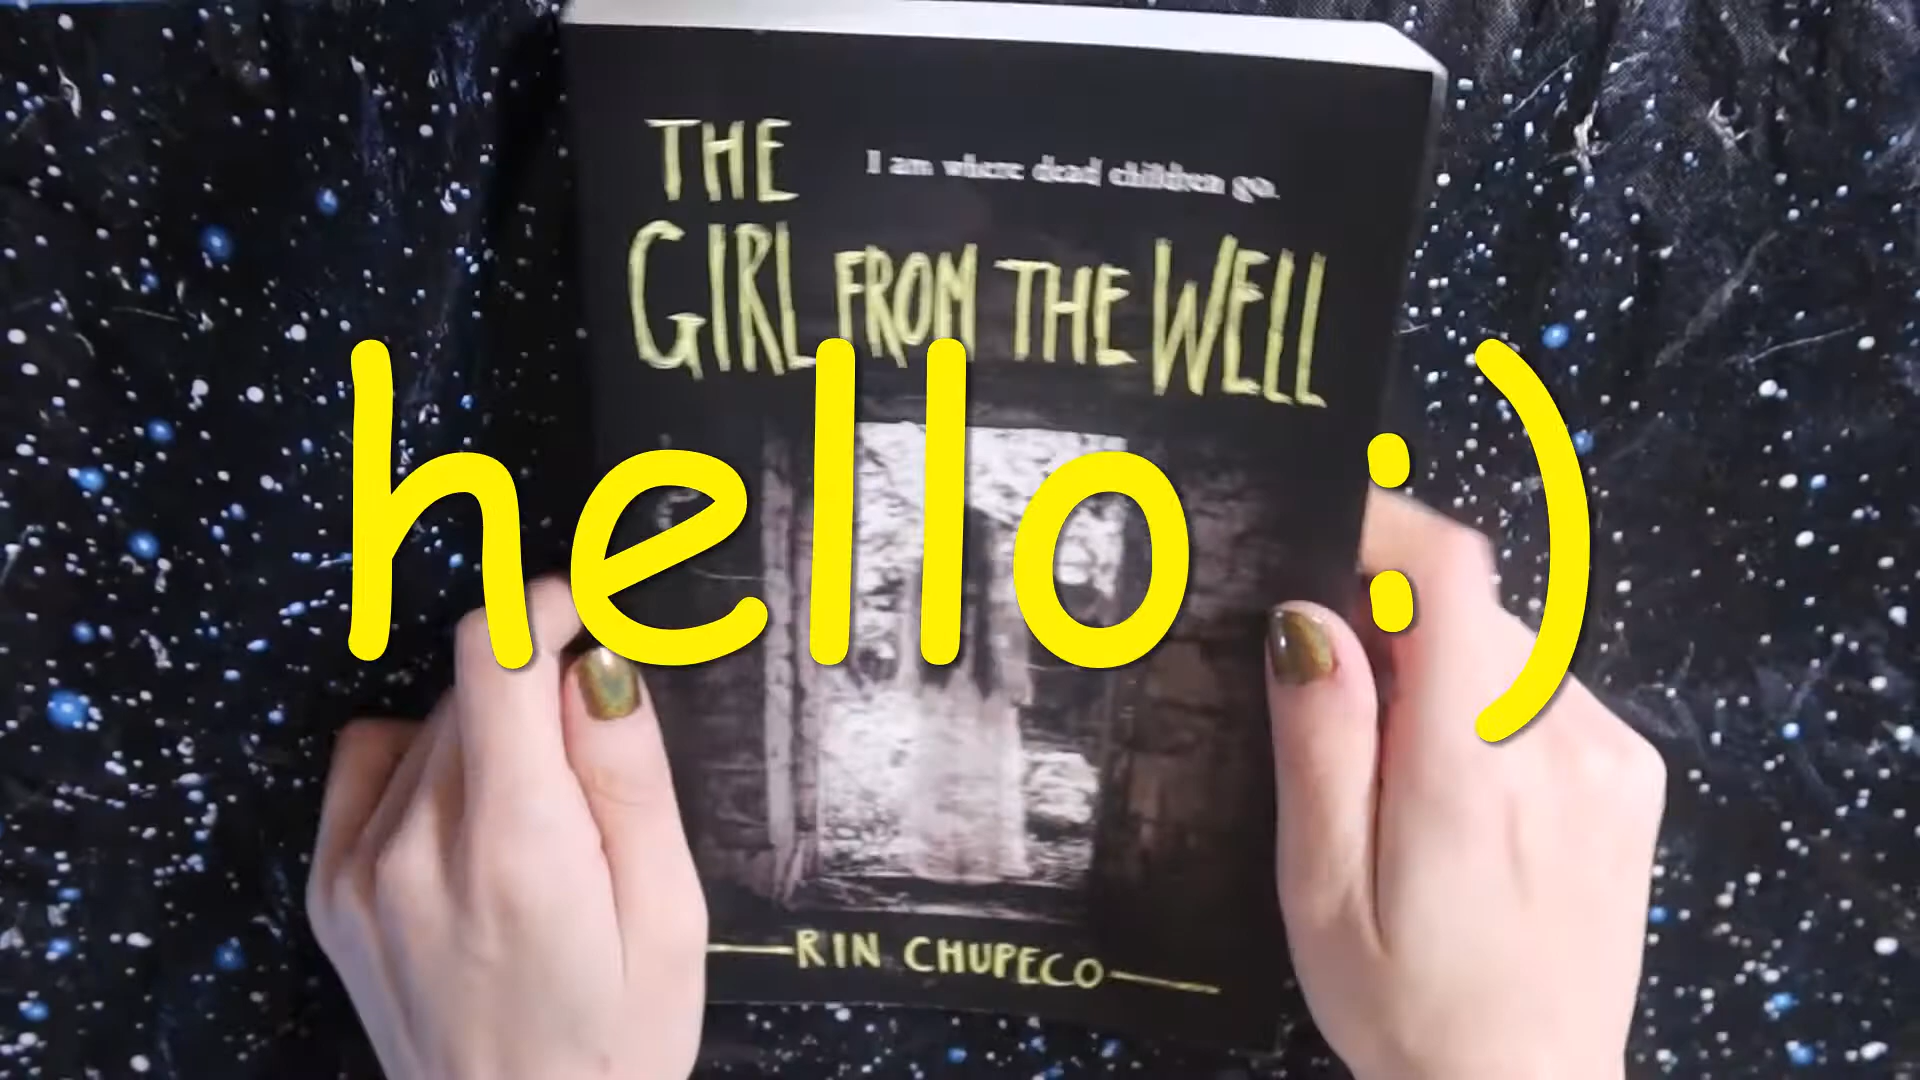 THE
I am where dead children go.
GIRL FROM THE WELL
hello :)
RIN CHUPECO